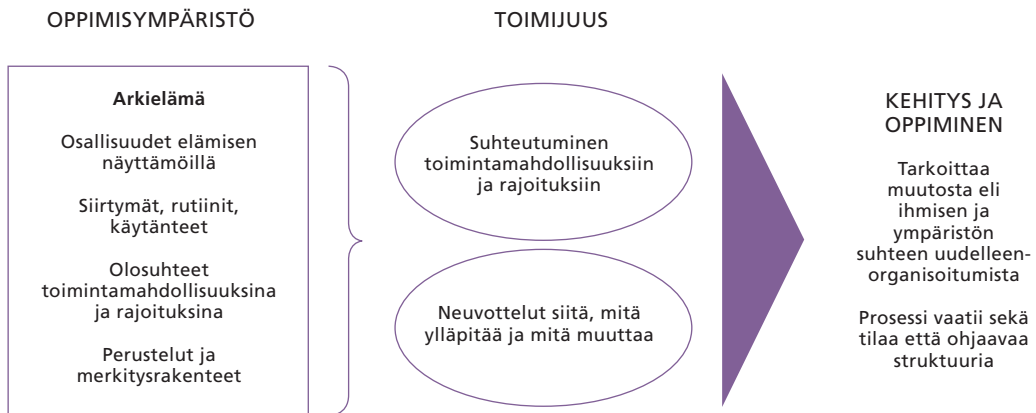 OPPIMISYMPÄRISTÖ
Arkielämä
Osallisuudet elämisen
näyttämöillä
Siirtymät, rutiinit,
käytänteet
Olosuhteet
toimintamahdollisuuksina
ja rajoituksina
Perustelut ja
merkitysrakenteet
TOIMIJUUS
Suhteutuminen
toimintamahdollisuuksiin
ja rajoituksiin
Neuvottelut siitä, mitä
ylläpitää ja mitä muuttaa
KEHITYS JA
OPPIMINEN
Tarkoittaa
muutosta eli
ihmisen ja
ympäristön
suhteen uudelleen-
organisoitumista
Prosessi vaatii sekä
tilaa että ohjaavaa
struktuuria